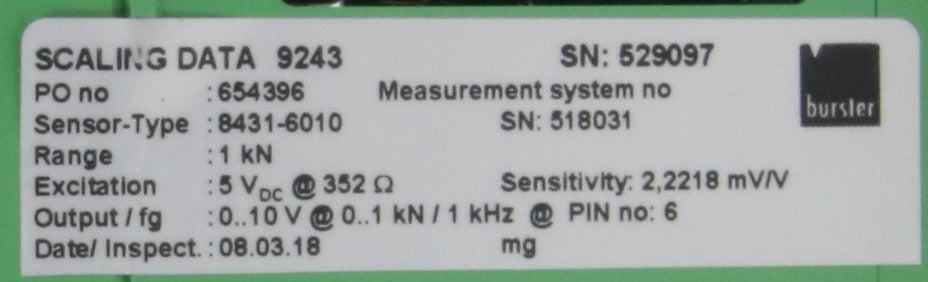 SCALING DATA 9243 SN: 529097
PO no : 654396 Measurement system no
Sensor-Type : 8431-6010 SN: 518031
Range : 1 kN
Excitation : 5 VDC @ 352 Ω Sensitivity: 2,2218 mV/V
Output / fg : 0..10 V @ 0..1 kN / 1 kHz @ PIN no: 6
Date/ Inspect. : 08.03.18 mg
burster